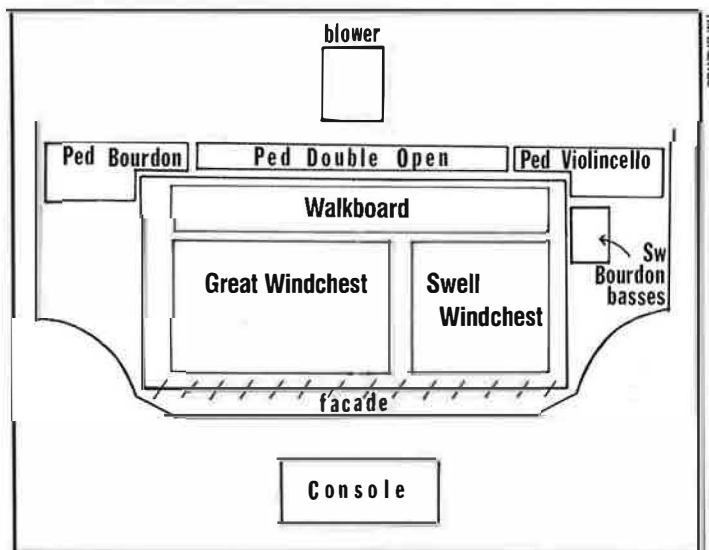 blower
Ped Bourdon
Ped Double Open
Ped Violincello
Walkboard
Great Windchest
Swell
Windchest
Sw
Bourdon
basses
facade
Console